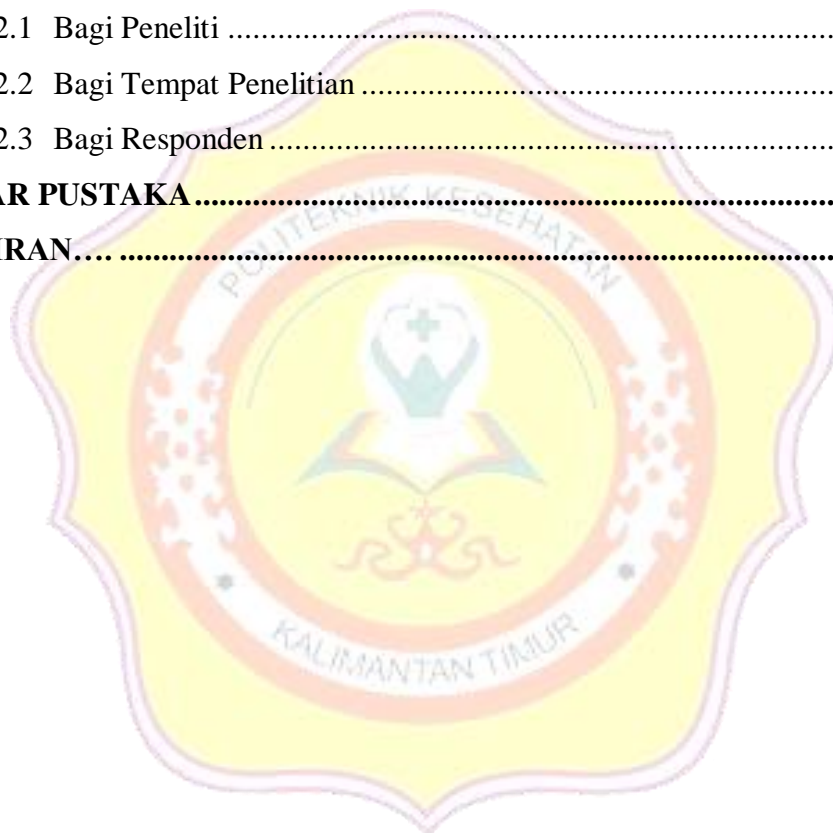 2.1 Bagi Peneliti ........................................................................
2.2 Bagi Tempat Penelitian ........................................................
2.3 Bagi Responden ...................................................................
AR PUSTAKA ............................................................................
IRAN.... .....................................................................................
POLITEKNIK KESEHATAN
KALIMANTAN TIMUR